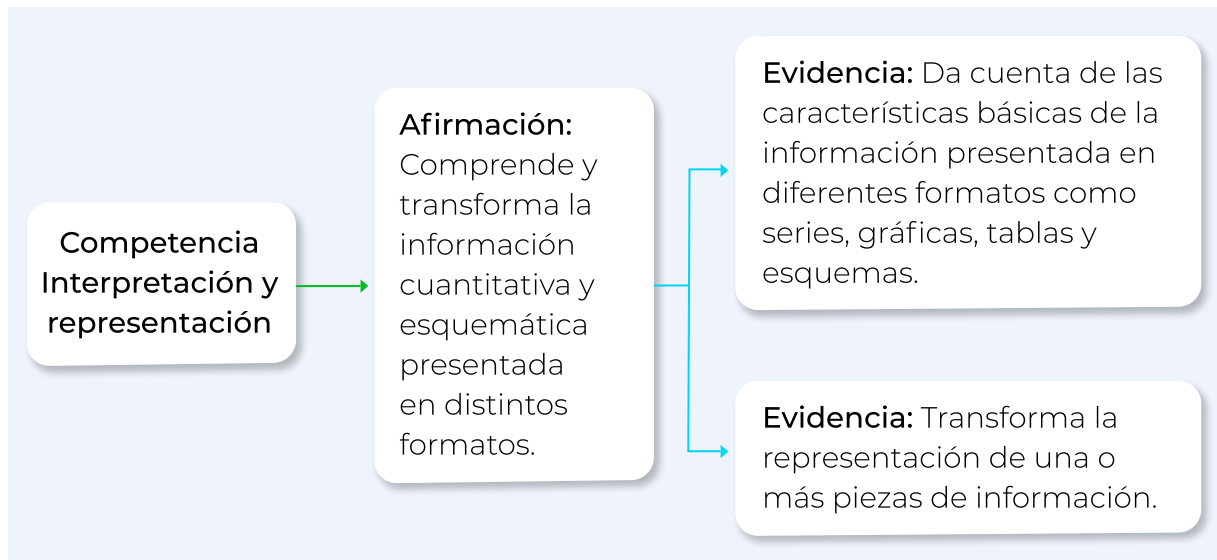 Competencia
Interpretación y
representación
Afirmación:
Comprende y
transforma la
información
cuantitativa y
esquemática
presentada
en distintos
formatos.
Evidencia: Da cuenta de las
características básicas de la
información presentada en
diferentes formatos como
series, gráficas, tablas y
esquemas.
Evidencia: Transforma la
representación de una o
más piezas de información.